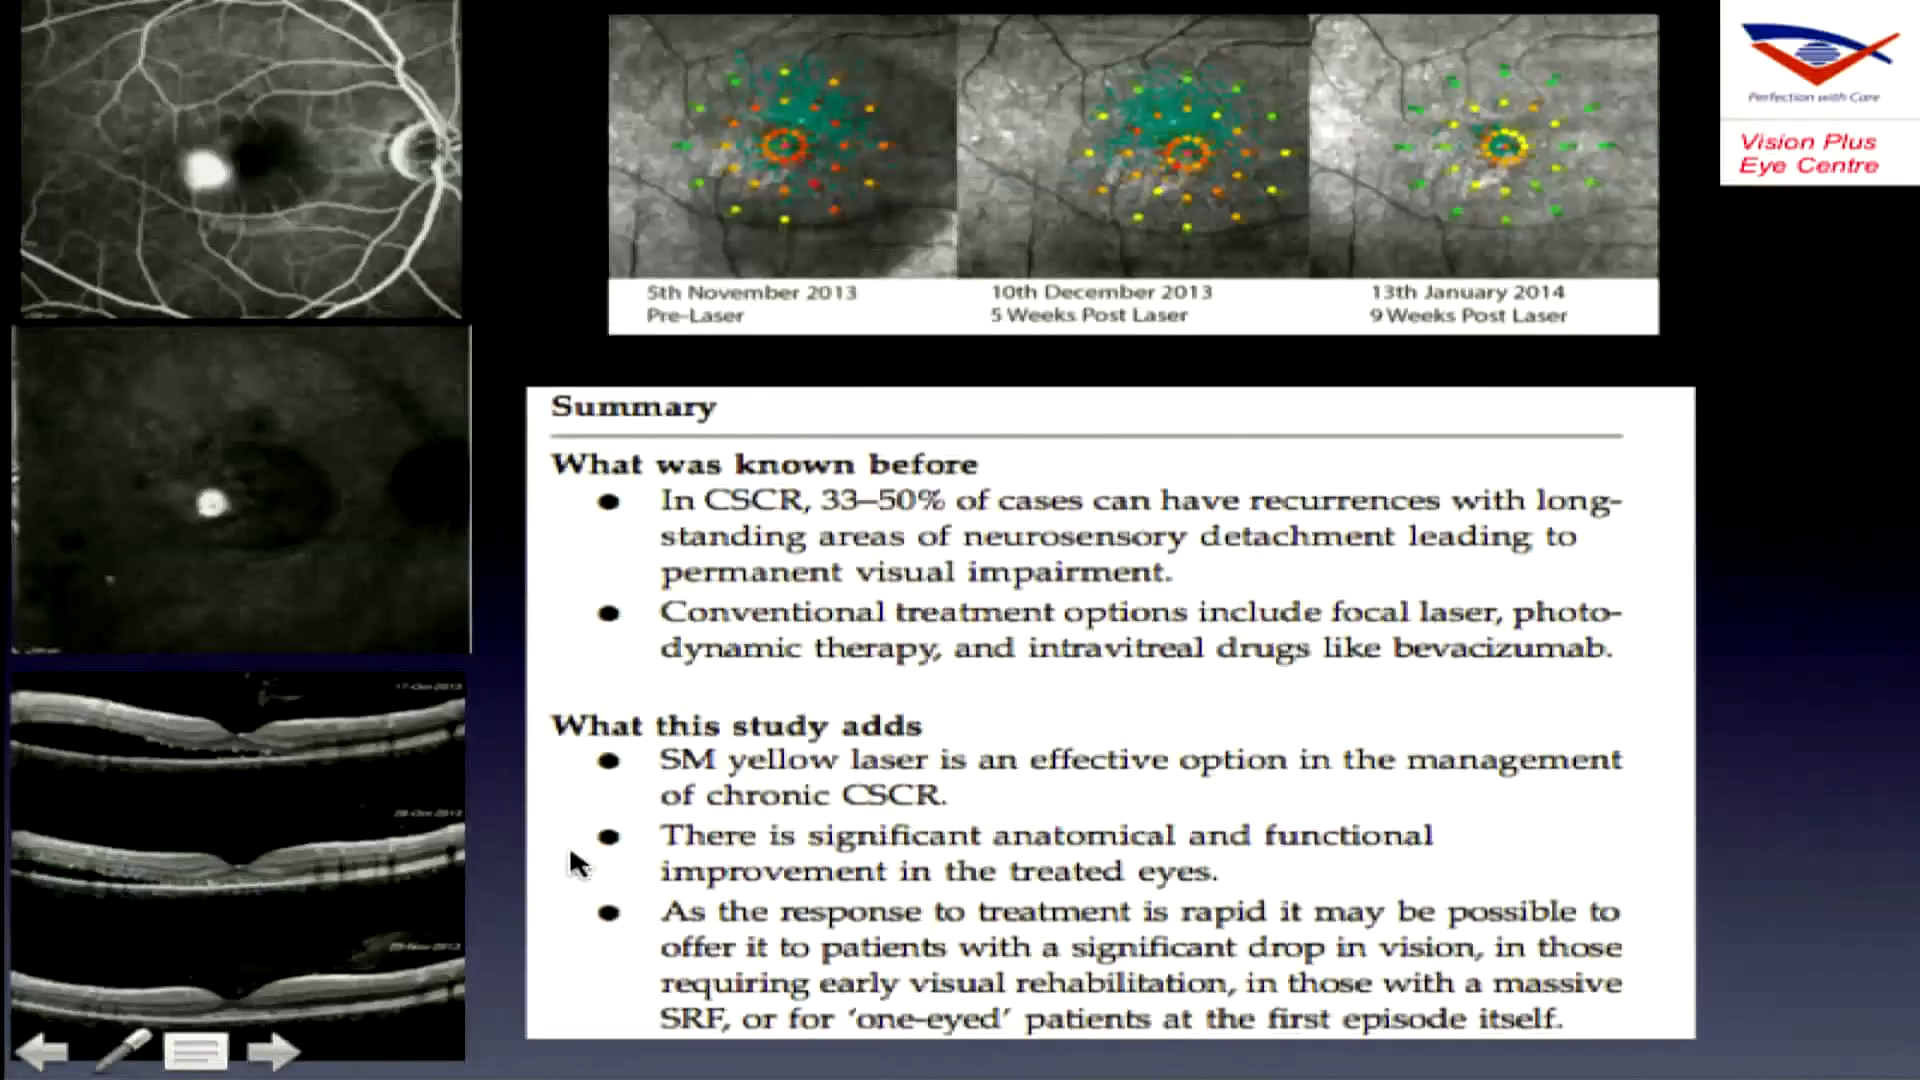 5th November 2013
Pre-Laser
10th December 2013
5 Weeks Post Laser
13th January 2014
9 Weeks Post Laser
Perfection with Care
Vision Plus
Eye Centre
Summary
What was known before
● In CSCR, 33–50% of cases can have recurrences with long-
standing areas of neurosensory detachment leading to
permanent visual impairment.
● Conventional treatment options include focal laser, photo-
dynamic therapy, and intravitreal drugs like bevacizumab.
What this study adds
● SM yellow laser is an effective option in the management
of chronic CSCR.
● There is significant anatomical and functional
improvement in the treated eyes.
● As the response to treatment is rapid it may be possible to
offer it to patients with a significant drop in vision, in those
requiring early visual rehabilitation, in those with a massive
SRF, or for ‘one-eyed’ patients at the first episode itself.